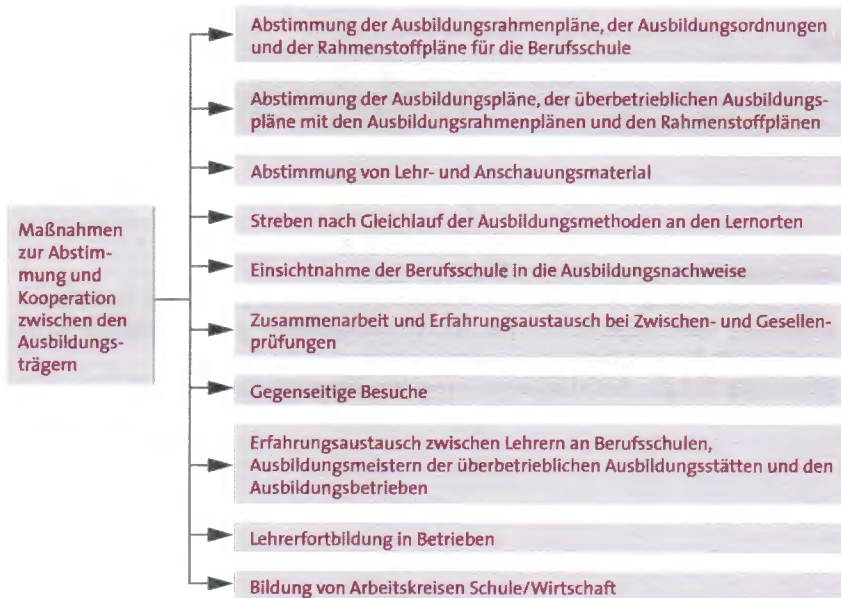 Maßnahmen
zur Abstim-
mung und
Kooperation
zwischen den
Ausbildungs-
trägern
Abstimmung der Ausbildungsrahmenpläne, der Ausbildungsordnungen
und der Rahmenstoffpläne für die Berufsschule
Abstimmung der Ausbildungspläne, der überbetrieblichen Ausbildungs-
pläne mit den Ausbildungsrahmenplänen und den Rahmenstoffplänen
Abstimmung von Lehr- und Anschauungsmaterial
Streben nach Gleichlauf der Ausbildungsmethoden an den Lernorten
Einsichtnahme der Berufsschule in die Ausbildungsnachweise
Zusammenarbeit und Erfahrungsaustausch bei Zwischen- und Gesellen-
prüfungen
Gegenseitige Besuche
Erfahrungsaustausch zwischen Lehrern an Berufsschulen,
Ausbildungsmeistern der überbetrieblichen Ausbildungsstätten und den
Ausbildungsbetrieben
Lehrerfortbildung in Betrieben
Bildung von Arbeitskreisen Schule/Wirtschaft